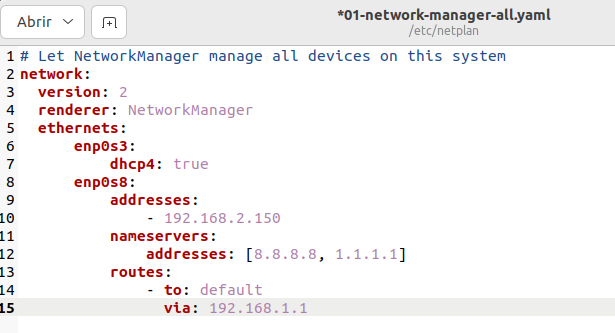 Abrir
*01-network-manager-all.yaml
/etc/netplan
1 # Let NetworkManager manage all devices on this system
2 network:
3   version: 2
4   renderer: NetworkManager
5   ethernets:
6       enp0s3:
7           dhcp4: true
8       enp0s8:
9           addresses:
10               - 192.168.2.150
11           nameservers:
12               addresses: [8.8.8.8, 1.1.1.1]
13           routes:
14               - to: default
15                 via: 192.168.1.1